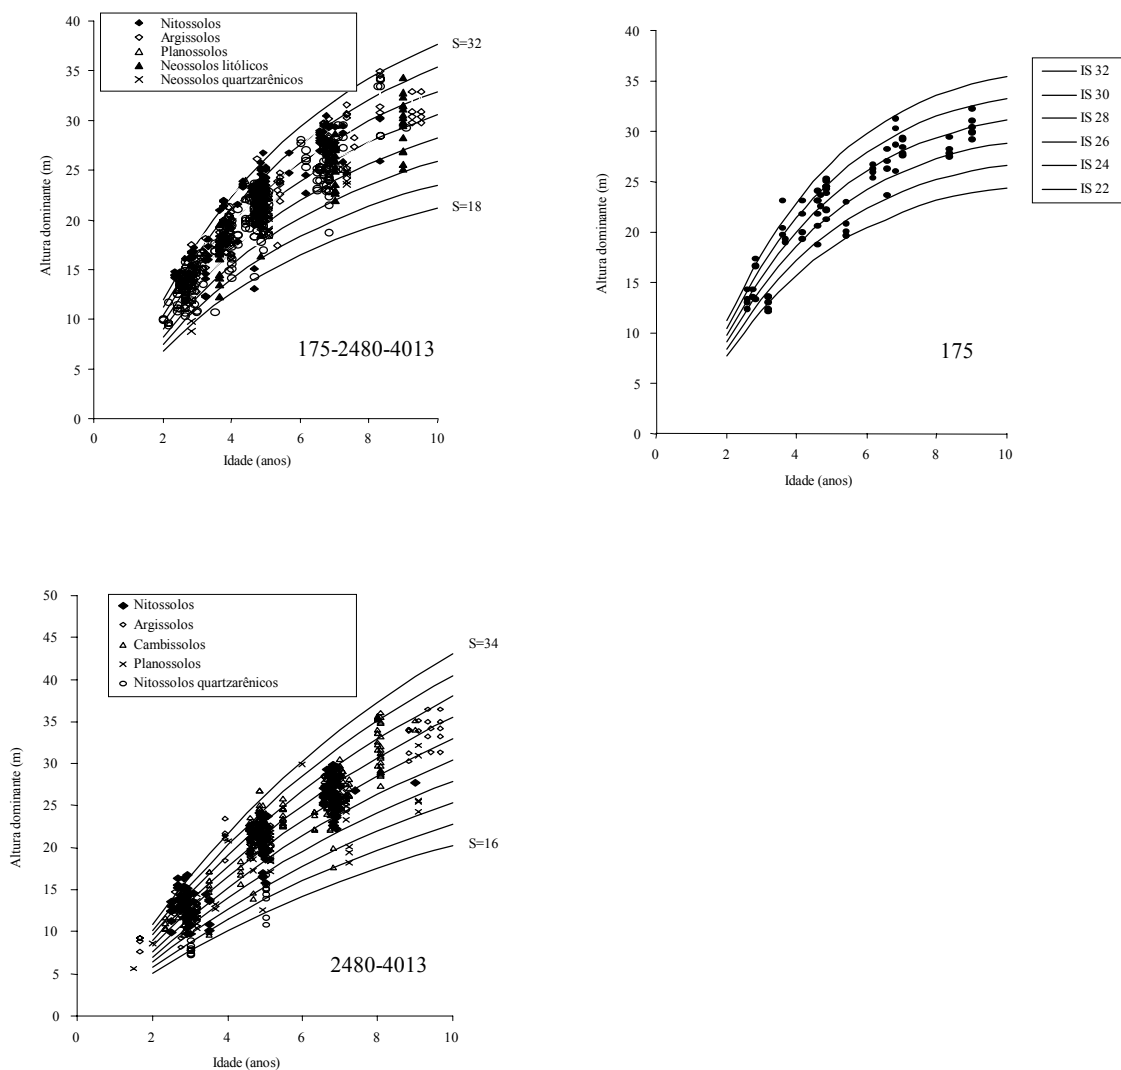 Nitossolos
Argissolos
Planossolos
Neossolos litólicos
Neossolos quartzarênicos
S=32
S=18
175-2480-4013
Altura dominante (m)
40
35
30
25
20
15
10
5
0
0
2
4
6
8
10
Idade (anos)
IS 32
IS 30
IS 28
IS 26
IS 24
IS 22
175
Altura dominante (m)
40
35
30
25
20
15
10
5
0
0
2
4
6
8
10
Idade (anos)
Nitossolos
Argissolos
Cambissolos
Planossolos
Nitossolos quartzarênicos
S=34
S=16
2480-4013
Altura dominante (m)
50
45
40
35
30
25
20
15
10
5
0
0
2
4
6
8
10
Idade (anos)